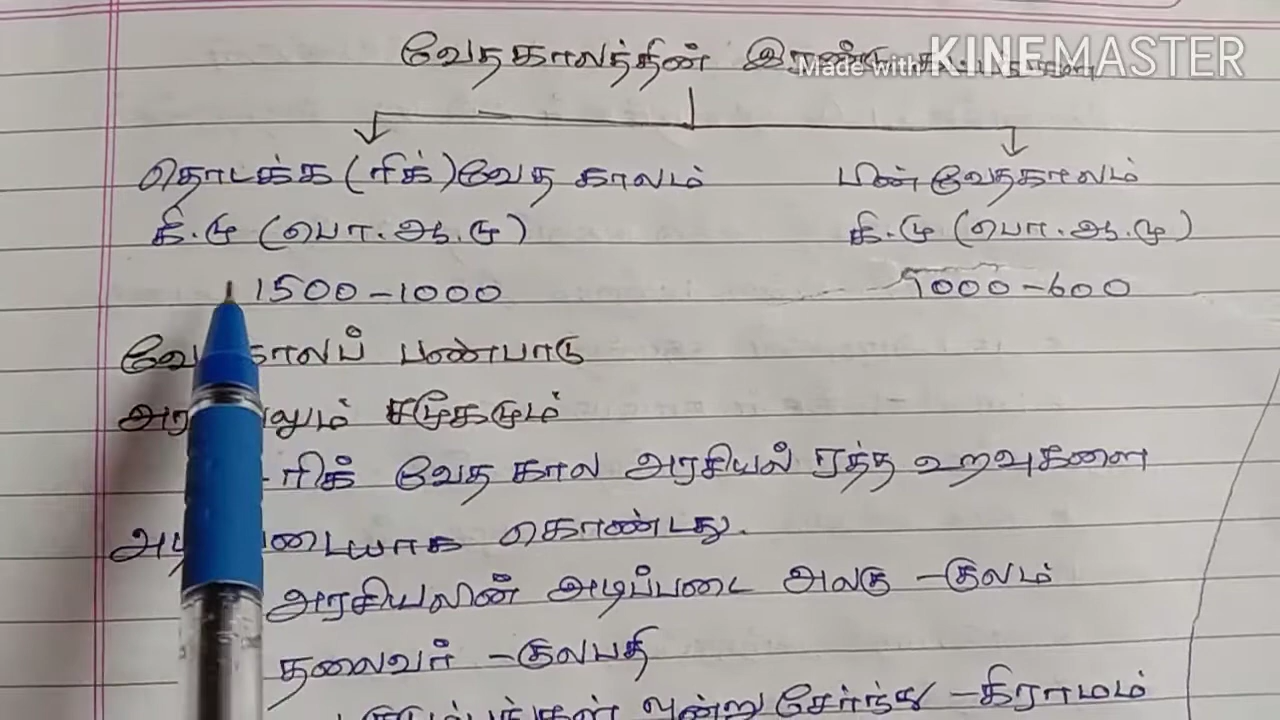 வேதகாலத்தின்
Made with KINEMASTER
தொடக்க (ரிக்) வேத காலம்
பின் வேதகாலம்
கி.மு (பொ.ஆ.மு)
கி.மு (பொ.ஆ.மு)
1500-1000
1000-600
பண்பாடு
சமூகமும்
-ரிக் வேத கால அரசியல் ரத்த உறவுகளை
கொண்டது.
அரசியலின் அடிப்படை அலகு -குலம்
தலைவர் -குலபதி
சேர்ந்து -கிராமம்